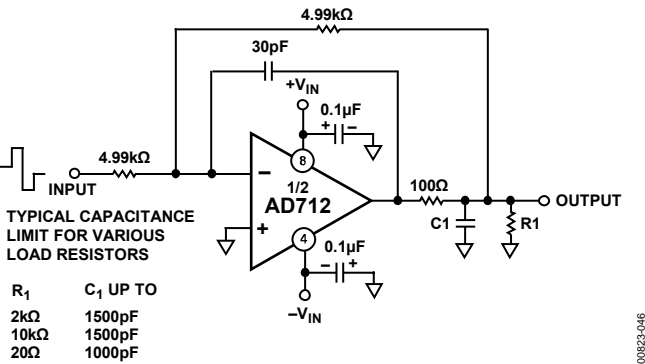 4.99kΩ
30pF
+VIN
0.1µF
+ –
4.99kΩ
8
–
1/2
AD712
+
100Ω
INPUT
OUTPUT
C1
R1
4
0.1µF
– +
–VIN
TYPICAL CAPACITANCE
LIMIT FOR VARIOUS
LOAD RESISTORS
R1 C1 UP TO
2kΩ 1500pF
10kΩ 1500pF
20Ω 1000pF
00823-046